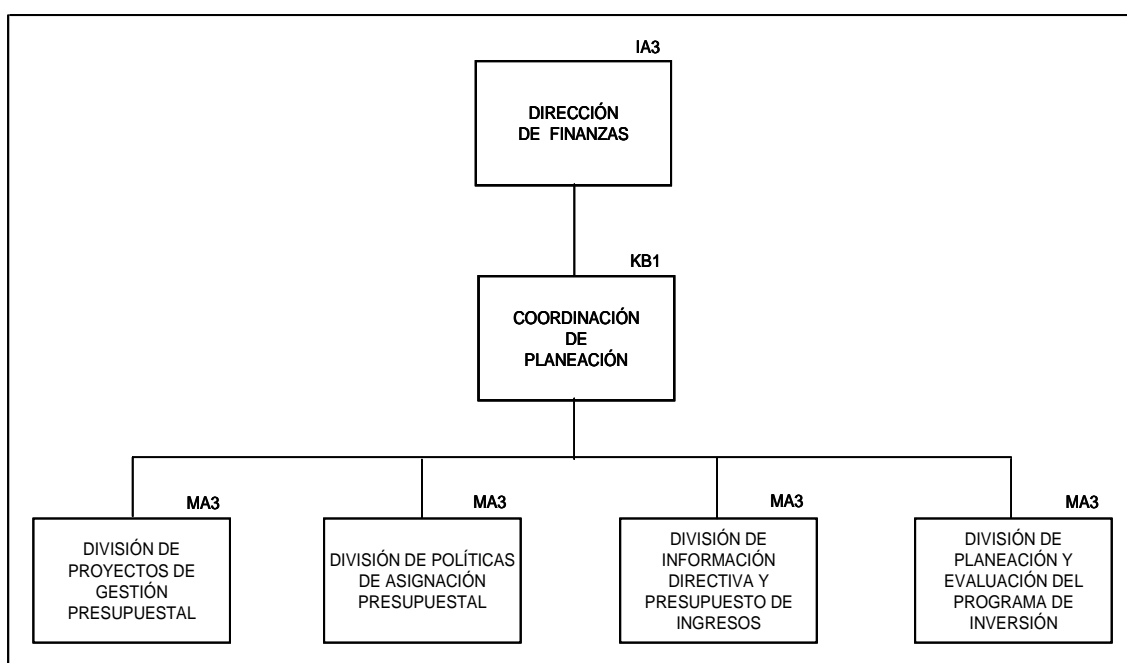 IA3
DIRECCIÓN
DE FINANZAS
KB1
COORDINACIÓN
DE
PLANEACIÓN
MA3
DIVISIÓN DE
PROYECTOS DE
GESTIÓN
PRESUPUESTAL
MA3
DIVISIÓN DE POLÍTICAS
DE ASIGNACIÓN
PRESUPUESTAL
MA3
DIVISIÓN DE
INFORMACIÓN
DIRECTIVA Y
PRESUPUESTO DE
INGRESOS
MA3
DIVISIÓN DE
PLANEACIÓN Y
EVALUACIÓN DEL
PROGRAMA DE
INVERSIÓN